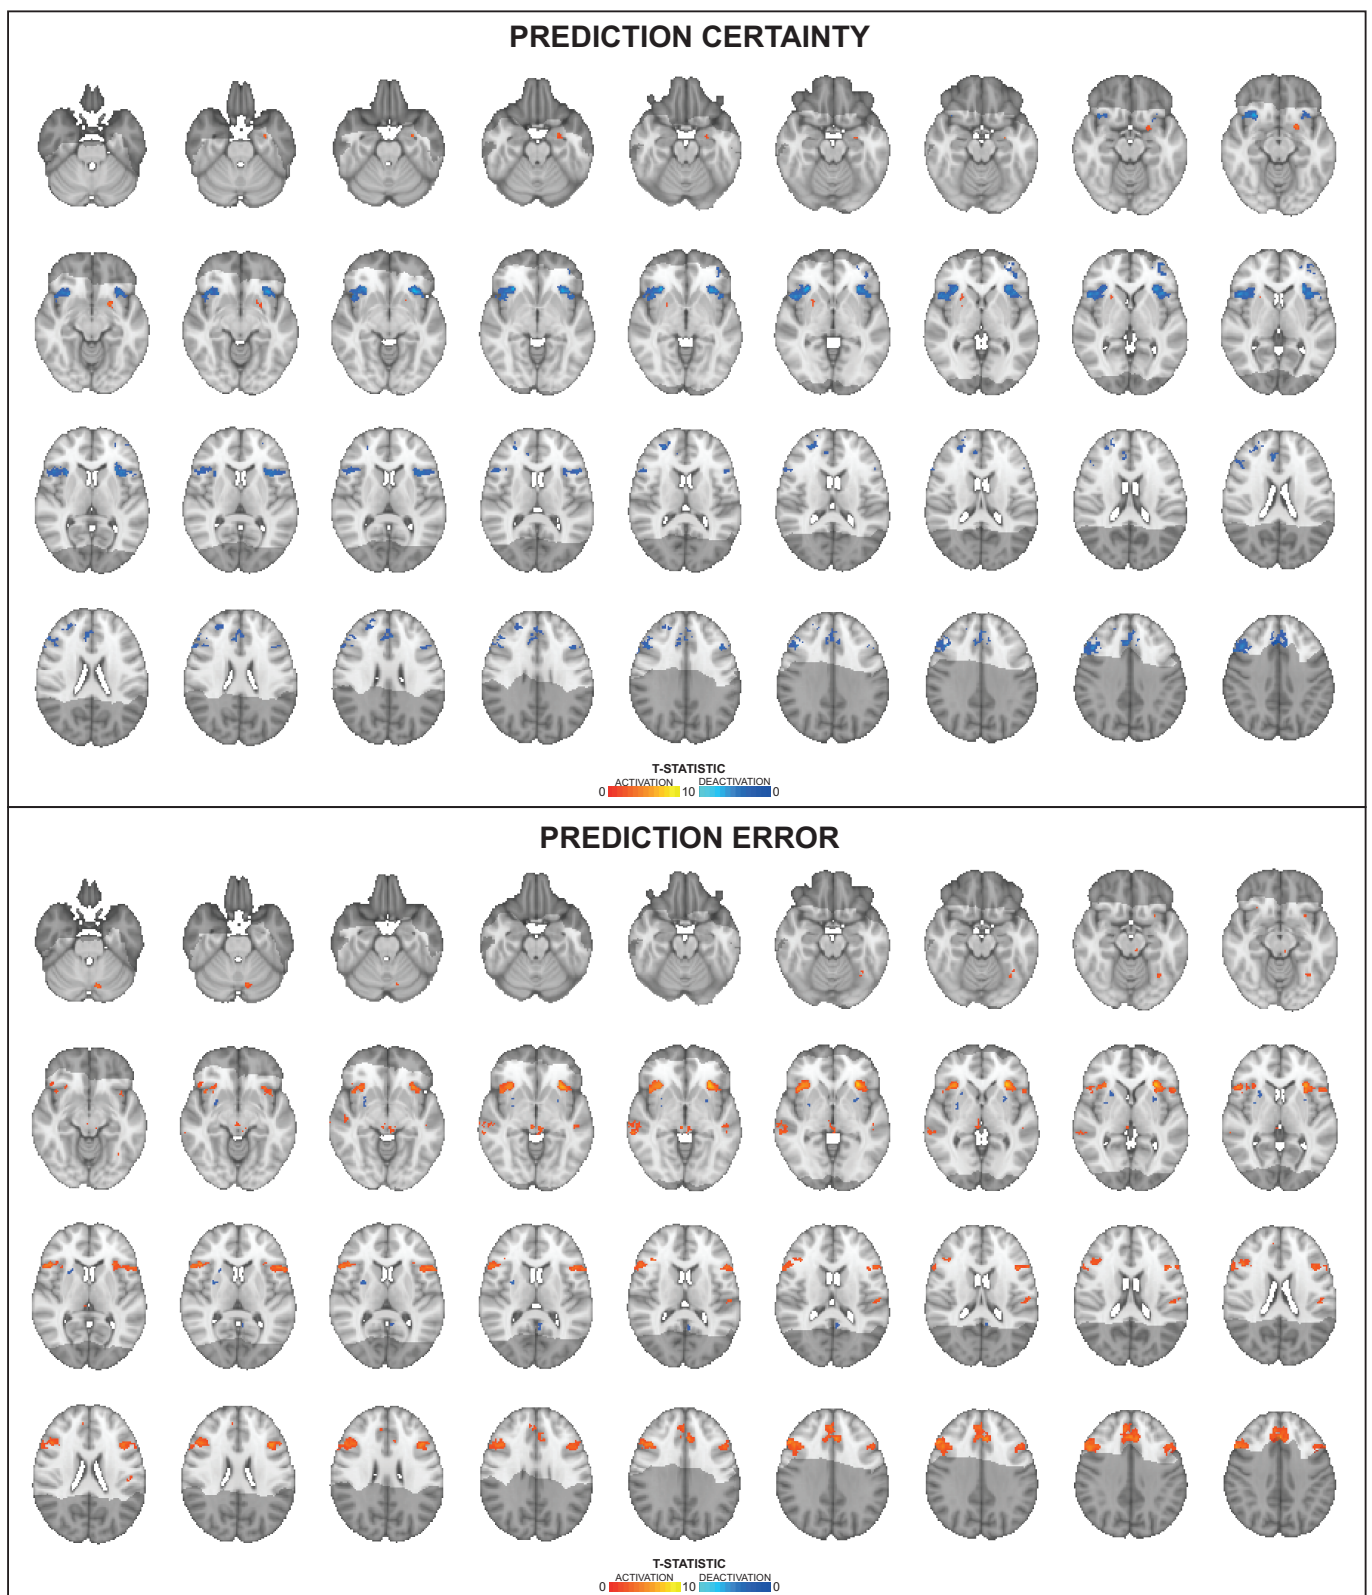 PREDICTION CERTAINTY
T-STATISTIC
ACTIVATION DEACTIVATION
0 10 0
PREDICTION ERROR
T-STATISTIC
ACTIVATION DEACTIVATION
0 10 0